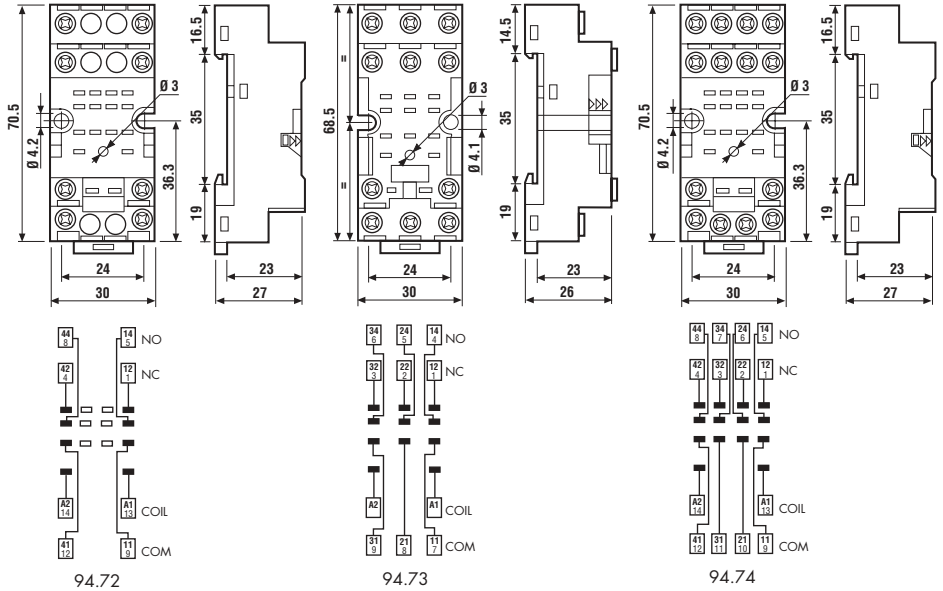 70.5
Ø 4.2
Ø 3
36.3
24
30
16.5
35
19
23
27
68.5
=
=
Ø 3
Ø 4.1
24
30
14.5
35
19
23
26
70.5
Ø 4.2
Ø 3
36.3
24
30
16.5
35
19
23
27
44 14 NO
8 5
42 12 NC
4 1
A2 A1 COIL
14 13
41 11 COM
12 9
94.72
34 24 14 NO
6 5 4
32 22 12 NC
3 2 1
A2 A1 COIL
31 21 11 COM
9 8 7
94.73
44 34 24 14 NO
8 7 6 5
42 32 22 12 NC
4 3 2 1
A2 A1 COIL
14 13
41 31 21 11 COM
12 11 10 9
94.74